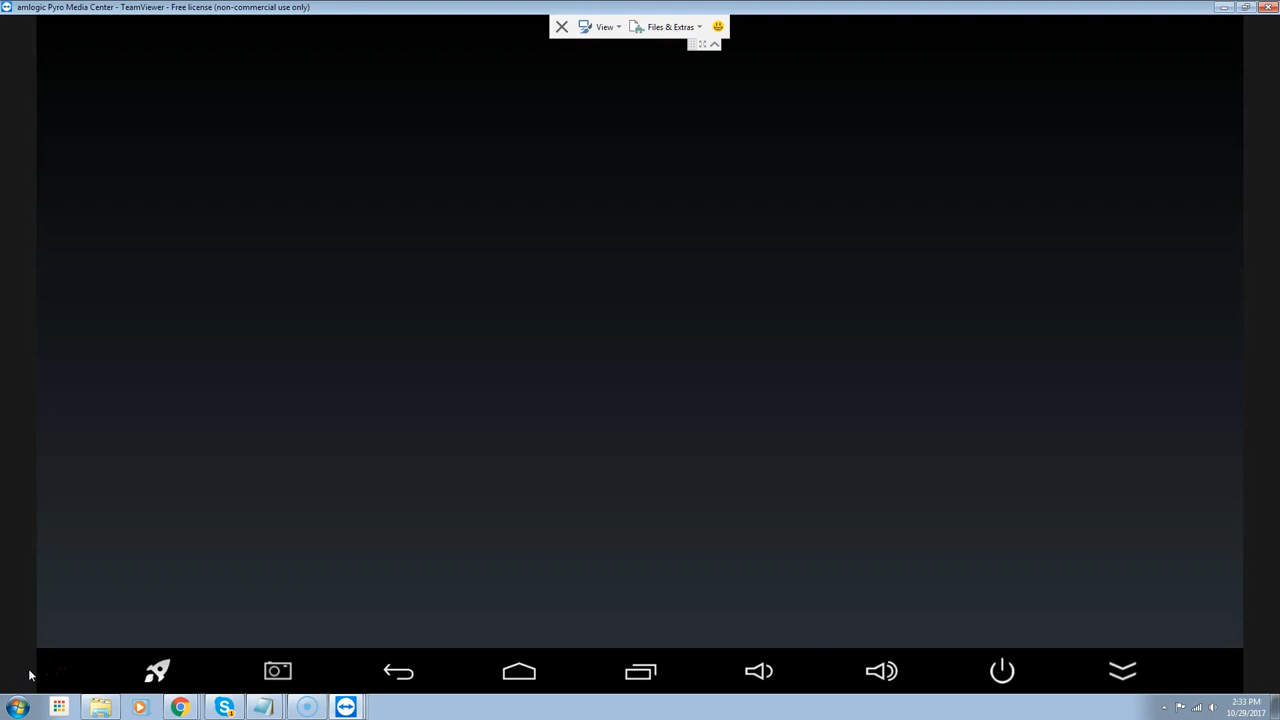 amlogic Pyro Media Center - TeamViewer - Free license (non-commercial use only)
View
Files & Extras
2:33 PM
10/29/2017